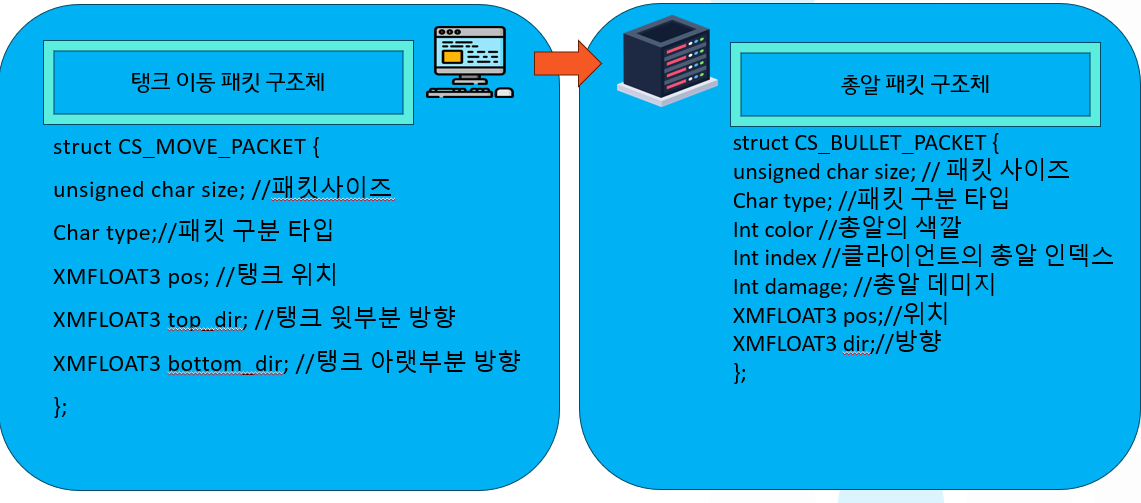 탱크 이동 패킷 구조체
struct CS_MOVE_PACKET {
unsigned char size; //패킷사이즈
Char type;//패킷 구분 타입
XMFLOAT3 pos; //탱크 위치
XMFLOAT3 top_dir; //탱크 윗부분 방향
XMFLOAT3 bottom_dir; //탱크 아랫부분 방향
};
총알 패킷 구조체
struct CS_BULLET_PACKET {
unsigned char size; // 패킷 사이즈
Char type; //패킷 구분 타입
Int color //총알의 색깔
Int index //클라이언트의 총알 인덱스
Int damage; //총알 데미지
XMFLOAT3 pos;//위치
XMFLOAT3 dir;//방향
};